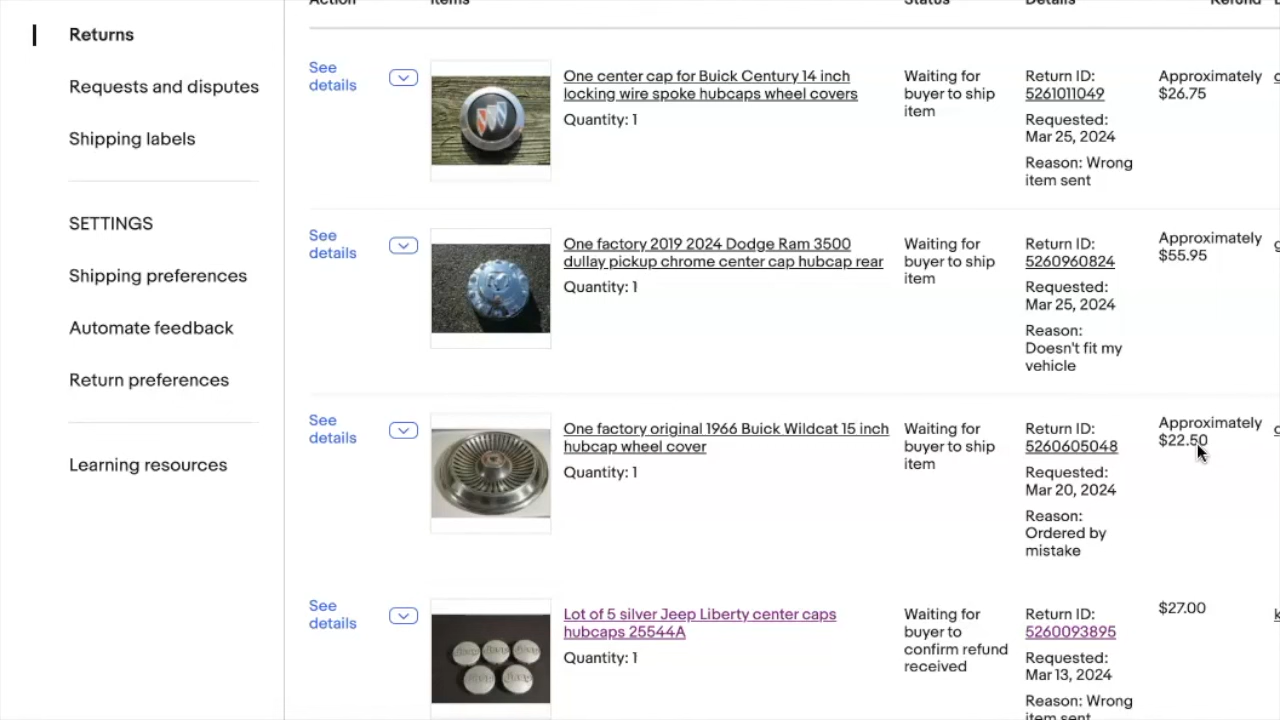 Action
Items
Status
Details
Refund
Returns
Requests and disputes
Shipping labels
SETTINGS
Shipping preferences
Automate feedback
Return preferences
Learning resources
See
details
One center cap for Buick Century 14 inch
locking wire spoke hubcaps wheel covers
Quantity: 1
Waiting for
buyer to ship
item
Return ID:
5261011049
Requested:
Mar 25, 2024
Reason: Wrong
item sent
Approximately
$26.75
See
details
One factory 2019 2024 Dodge Ram 3500
dullay pickup chrome center cap hubcap rear
Quantity: 1
Waiting for
buyer to ship
item
Return ID:
5260960824
Requested:
Mar 25, 2024
Reason:
Doesn't fit my
vehicle
Approximately
$55.95
See
details
One factory original 1966 Buick Wildcat 15 inch
hubcap wheel cover
Quantity: 1
Waiting for
buyer to ship
item
Return ID:
5260605048
Requested:
Mar 20, 2024
Reason:
Ordered by
mistake
Approximately
$22.50
See
details
Lot of 5 silver Jeep Liberty center caps
hubcaps 25544A
Quantity: 1
Waiting for
buyer to
confirm refund
received
Return ID:
5260093895
Requested:
Mar 13, 2024
Reason: Wrong
item sent
$27.00